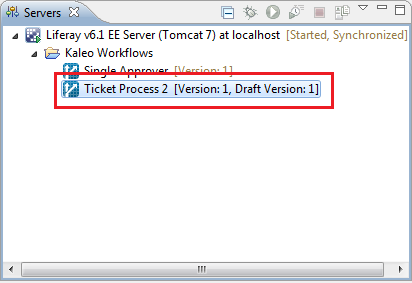 Servers
Liferay v6.1 EE Server (Tomcat 7) at localhost [Started, Synchronized]
Kaleo Workflows
Single Approver [Version: 1]
Ticket Process 2 [Version: 1, Draft Version: 1]